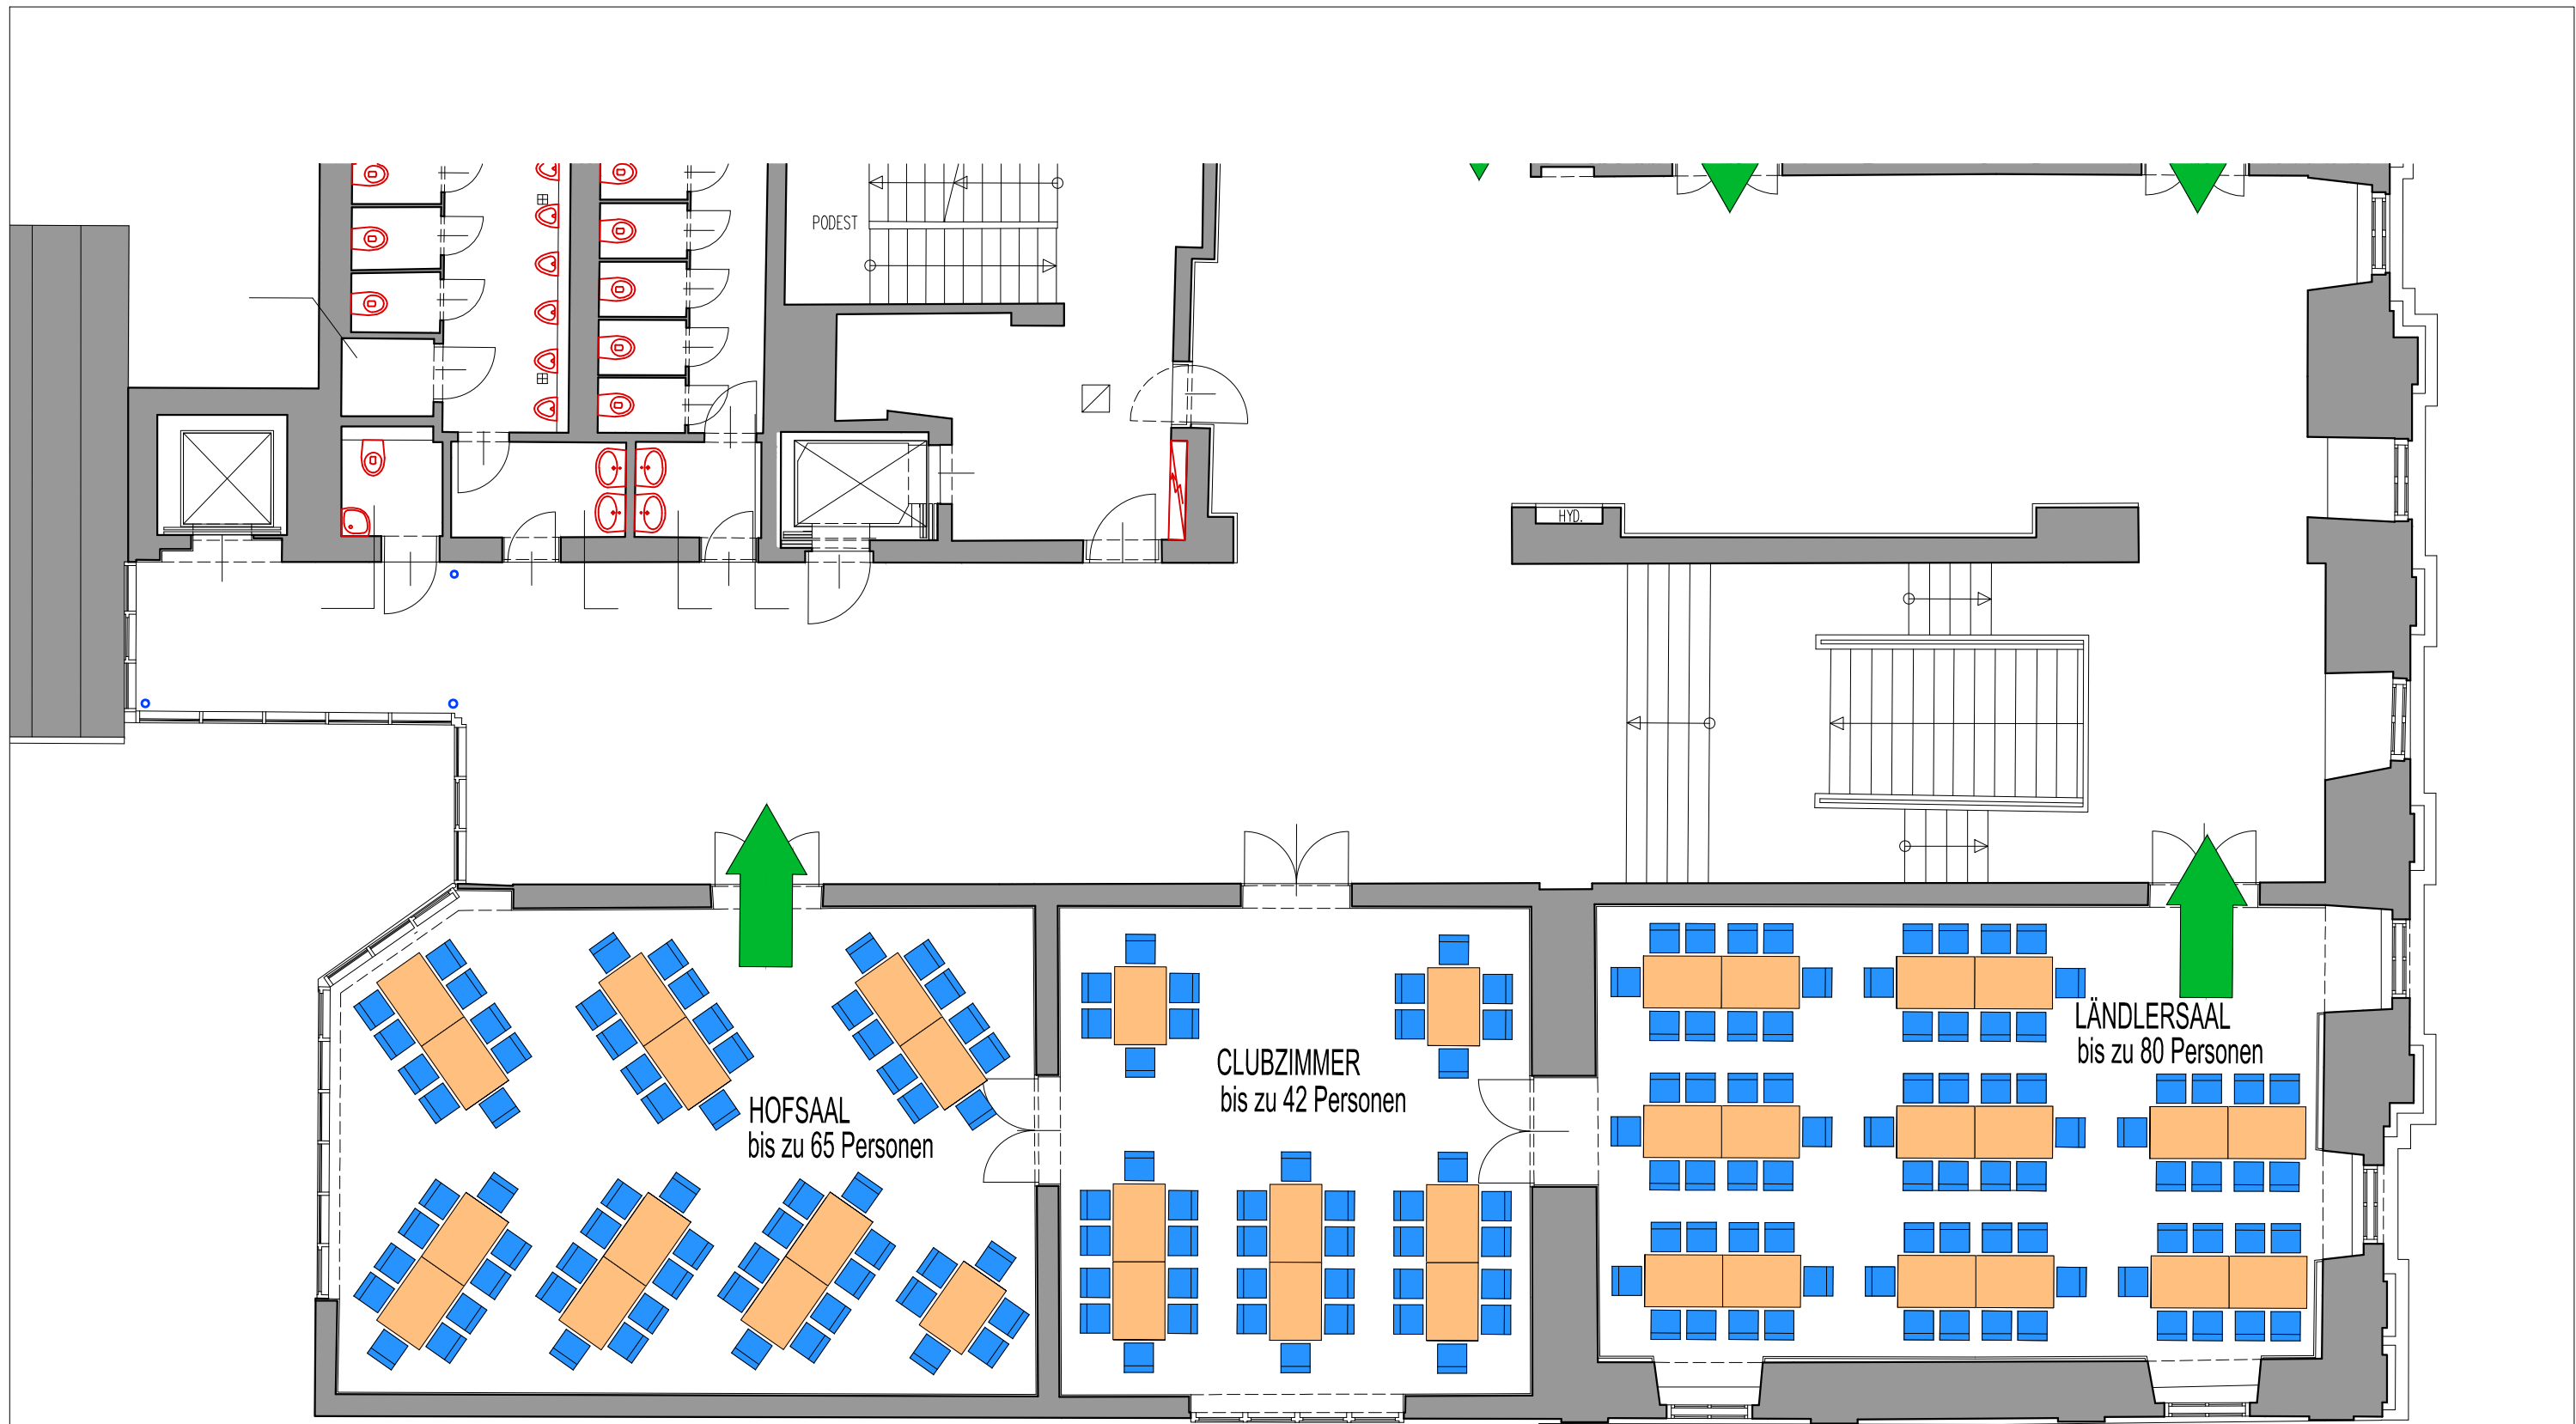 PODEST
HYD.
LÄNDLERSAAL
bis zu 80 Personen
CLUBZIMMER
bis zu 42 Personen
HOFSAAL
bis zu 65 Personen